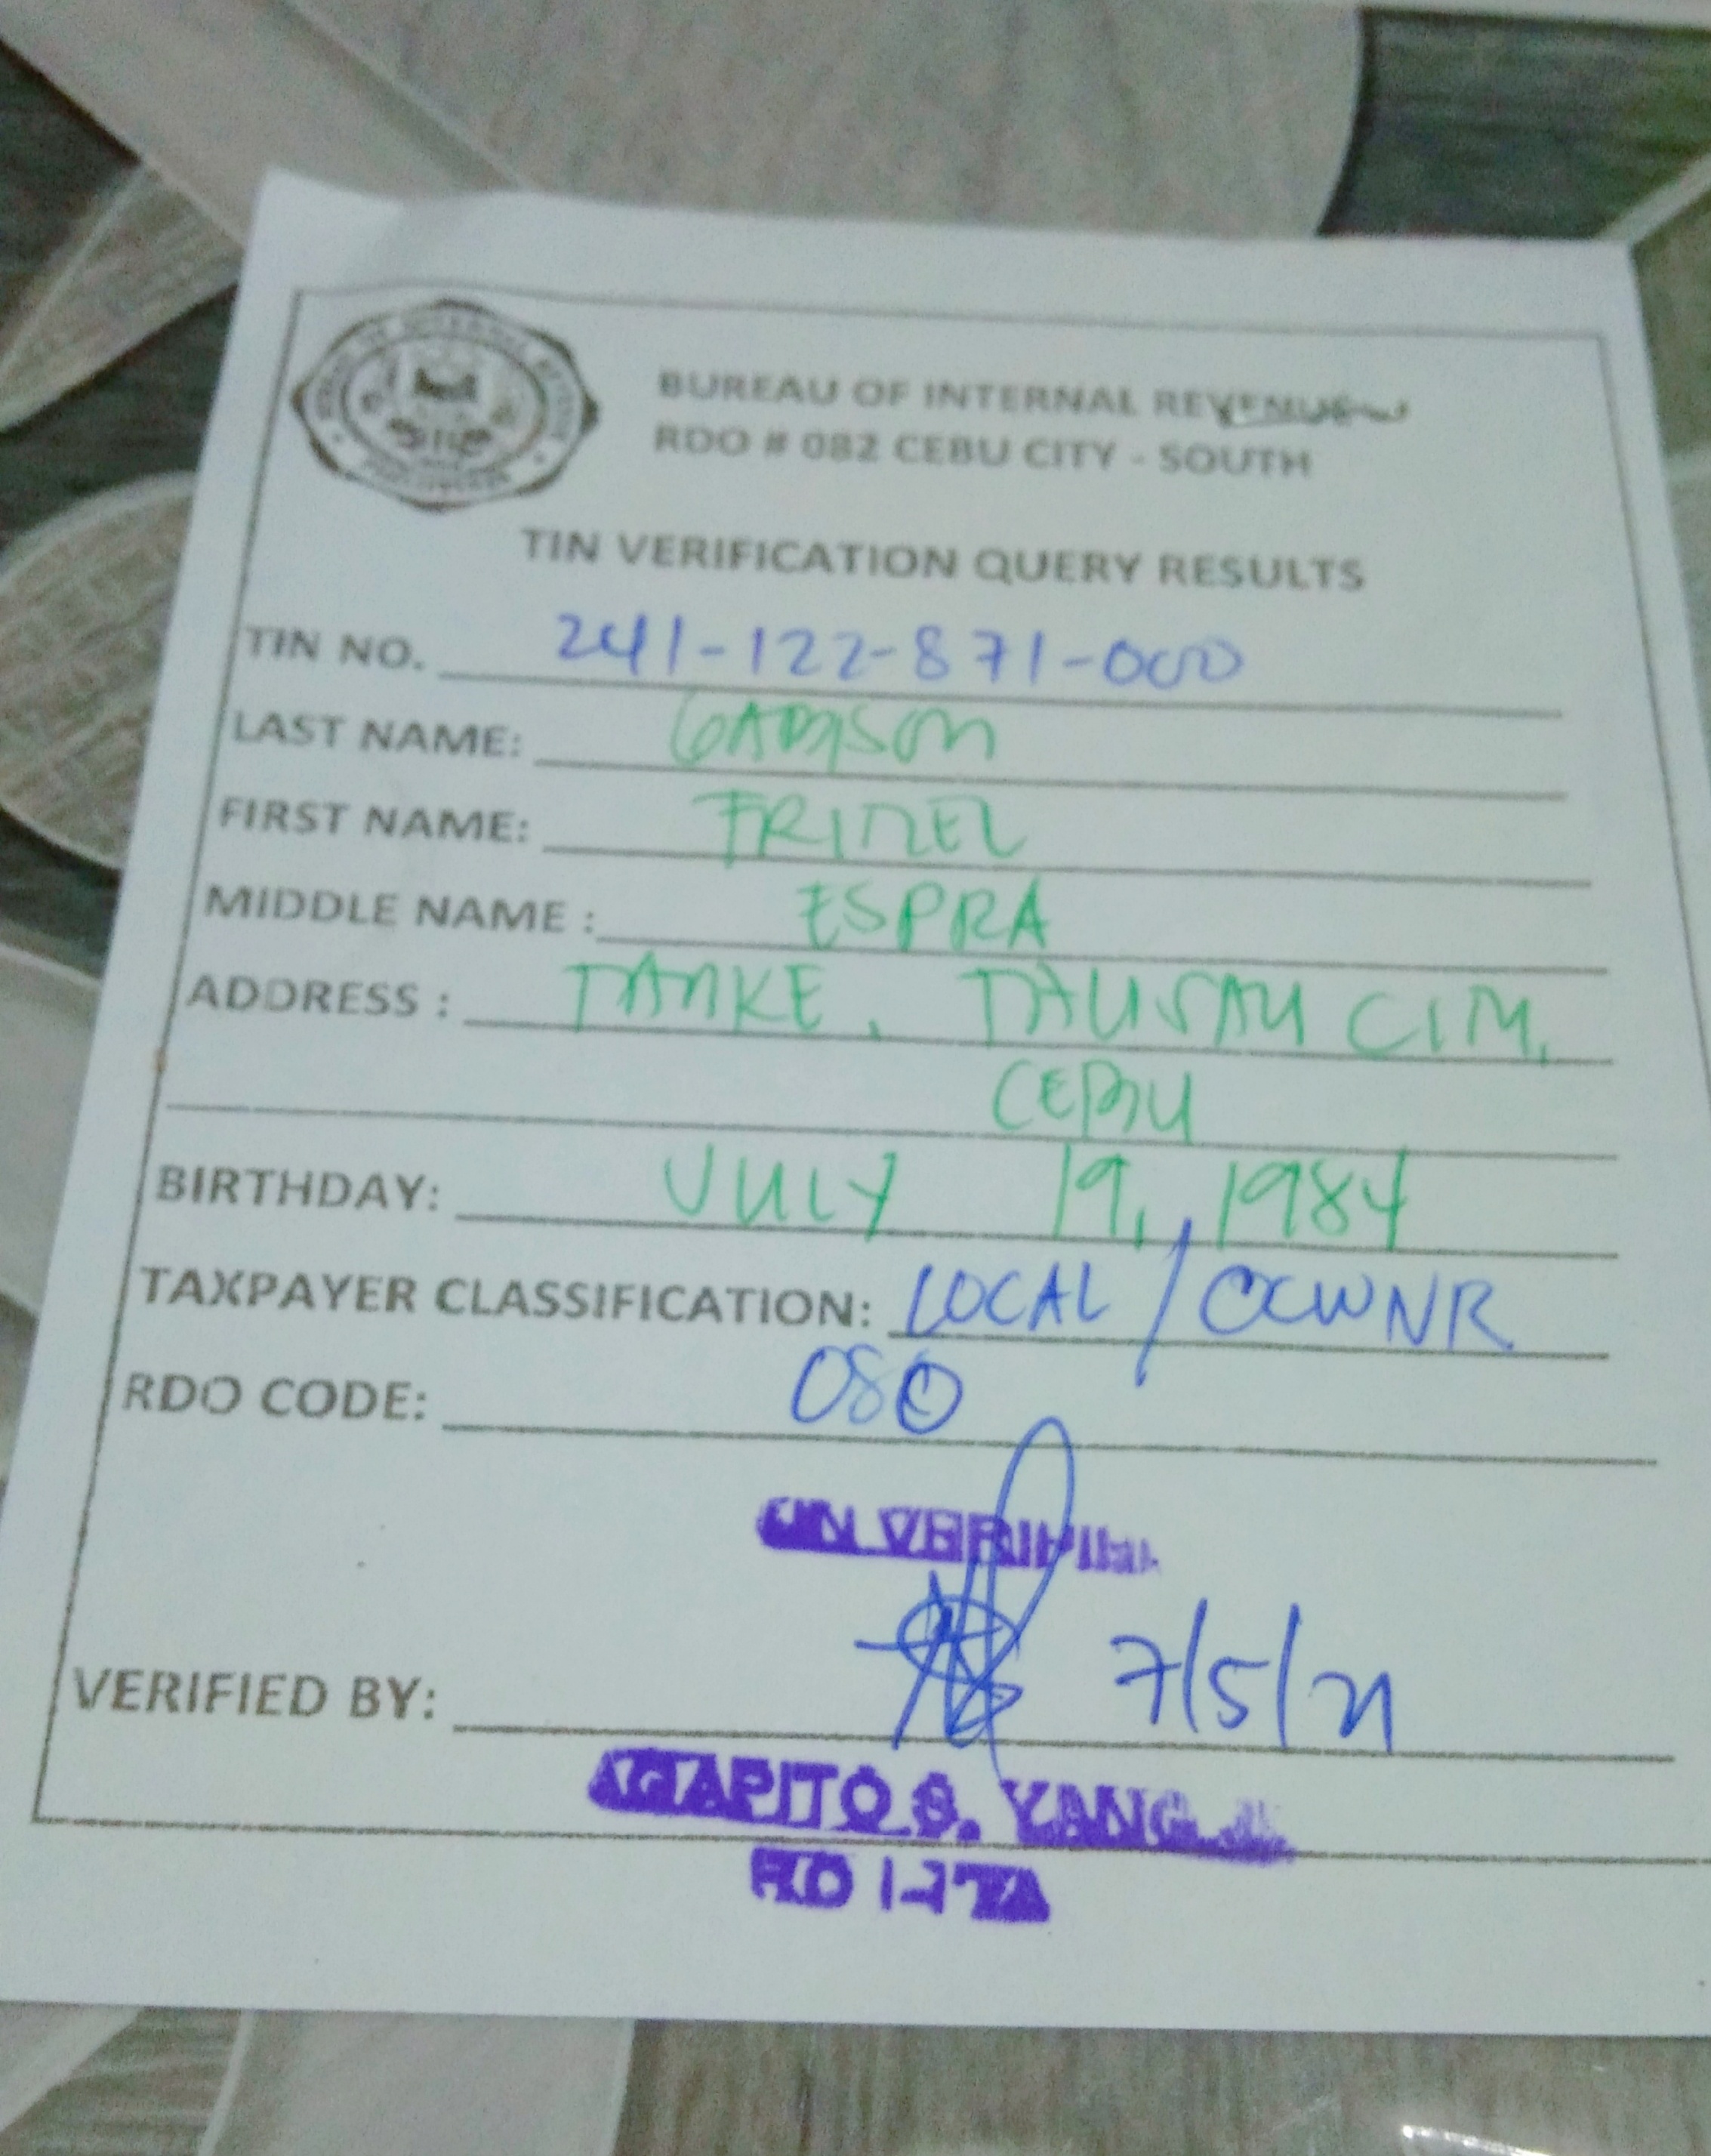 BUREAU OF INTERNAL REVENUE
RDO # 082 CEBU CITY - SOUTH
TIN VERIFICATION QUERY RESULTS
TIN NO. 241-122-871-000
LAST NAME: GABISON
FIRST NAME: FRINEL
MIDDLE NAME : ESPRA
ADDRESS : TANKE, TALISAY CITY,
CEBU
BIRTHDAY: JULY 19, 1984
TAXPAYER CLASSIFICATION: LOCAL / OCWNR
RDO CODE: 080
VERIFIED BY: 7/5/21
AGAPITO S. YANG